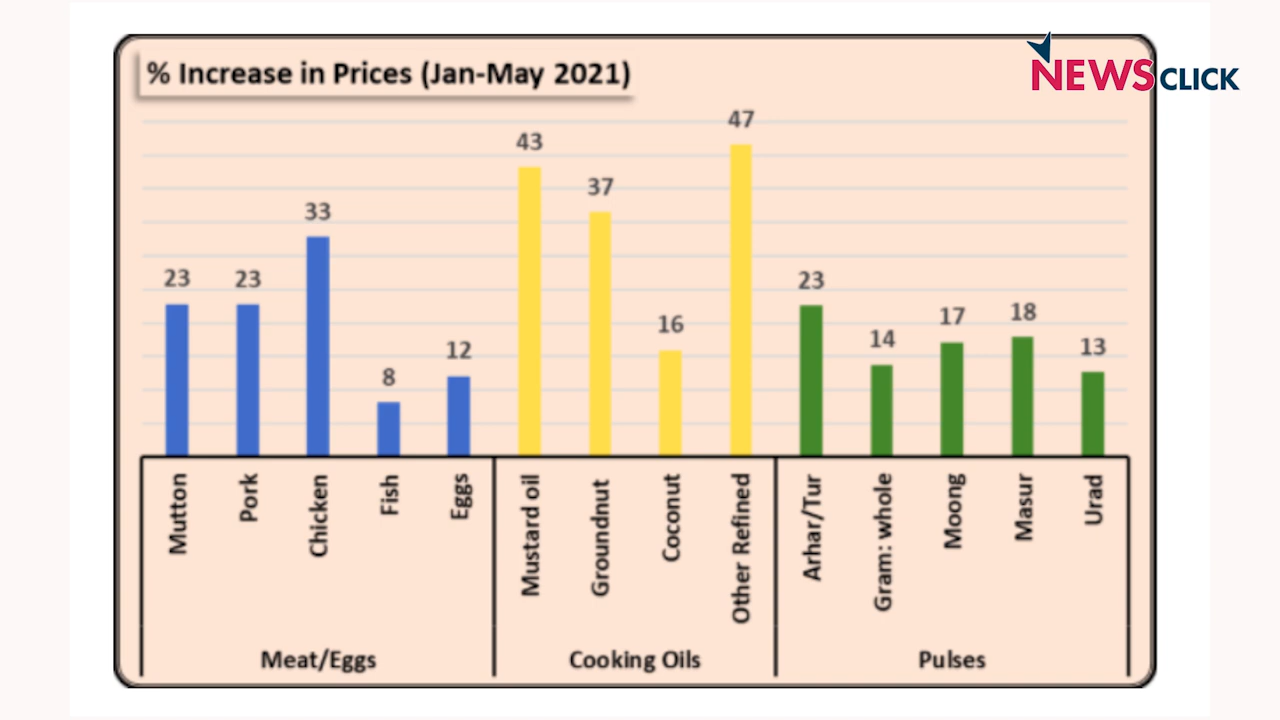 % Increase in Prices (Jan-May 2021)
NEWSCLICK
23
23
33
8
12
43
37
16
47
23
14
17
18
13
Mutton
Pork
Chicken
Fish
Eggs
Mustard oil
Groundnut
Coconut
Other Refined
Arhar/Tur
Gram: whole
Moong
Masur
Urad
Meat/Eggs
Cooking Oils
Pulses